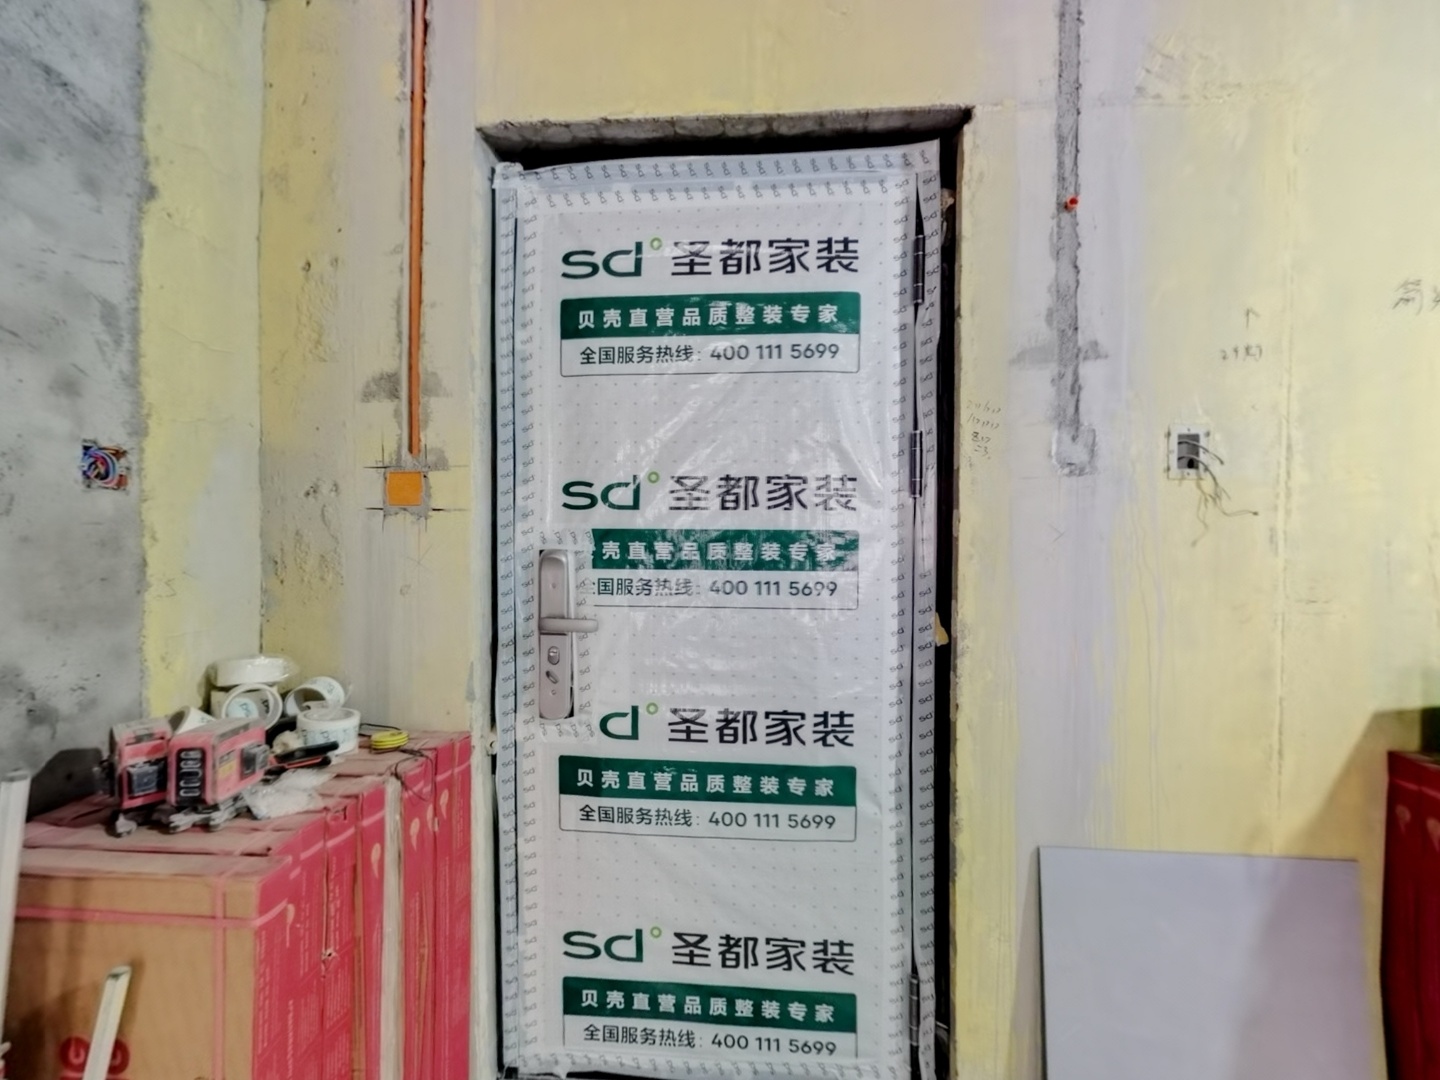 sd 圣都家装
贝壳直营品质整装专家
全国服务热线：400 111 5699
sd 圣都家装
壳直营品质整装专家
国服务热线：400 111 5699
d 圣都家装
贝壳直营品质整装专家
全国服务热线：400 111 5699
sd 圣都家装
贝壳直营品质整装专家
全国服务热线：400 111 5699